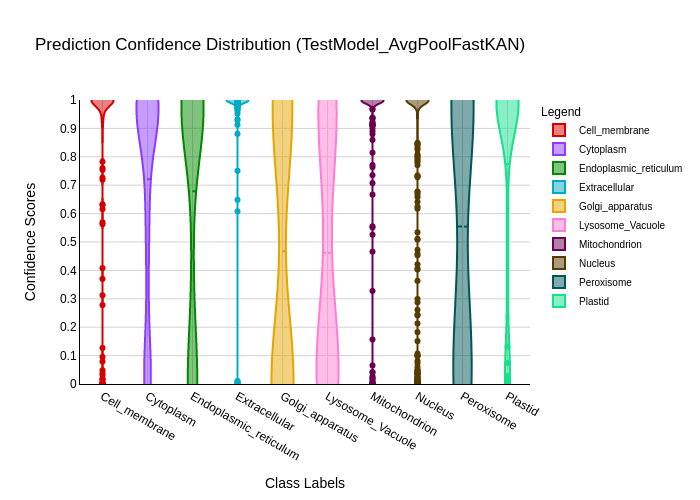 Prediction Confidence Distribution (TestModel_AvgPoolFastKAN)
Legend
Cell_membrane
Cytoplasm
Endoplasmic_reticulum
Extracellular
Golgi_apparatus
Lysosome_Vacuole
Mitochondrion
Nucleus
Peroxisome
Plastid
Confidence Scores
1
0.9
0.8
0.7
0.6
0.5
0.4
0.3
0.2
0.1
0
Cell_membrane
Cytoplasm
Endoplasmic_reticulum
Extracellular
Golgi_apparatus
Lysosome_Vacuole
Mitochondrion
Nucleus
Peroxisome
Plastid
Class Labels